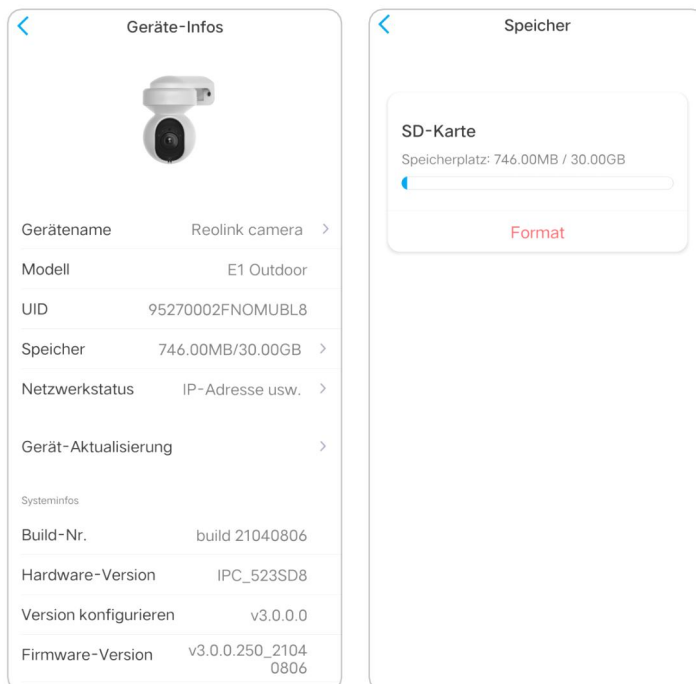 Geräte-Infos
Gerätename Reolink camera
Modell E1 Outdoor
UID 95270002FNOMUBL8
Speicher 746.00MB/30.00GB
Netzwerkstatus IP-Adresse usw.
Gerät-Aktualisierung
Systeminfos
Build-Nr. build 21040806
Hardware-Version IPC_523SD8
Version konfigurieren v3.0.0.0
Firmware-Version v3.0.0.250_2104
0806
Speicher
SD-Karte
Speicherplatz: 746.00MB / 30.00GB
Format